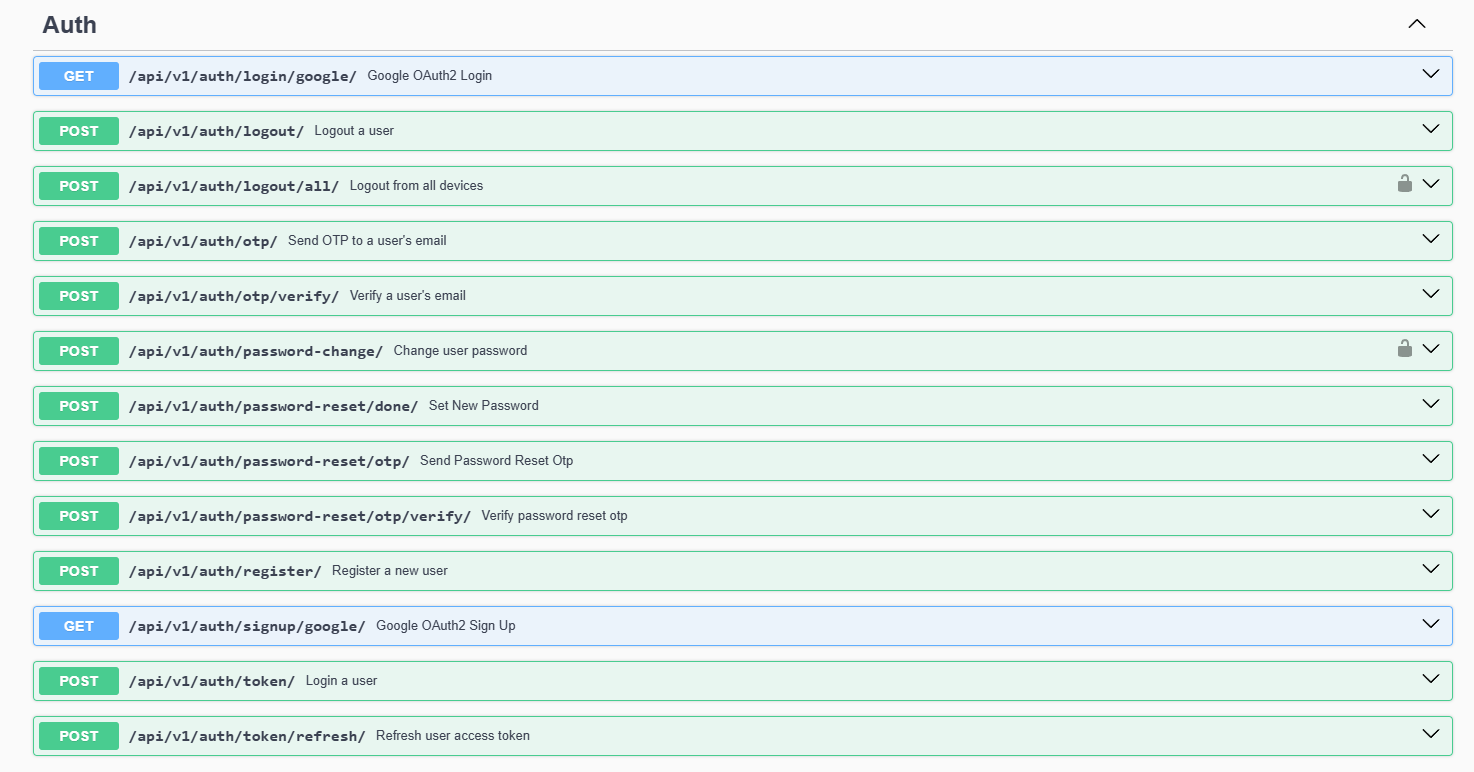 Auth
GET /api/v1/auth/login/google/ Google OAuth2 Login
POST /api/v1/auth/logout/ Logout a user
POST /api/v1/auth/logout/all/ Logout from all devices
POST /api/v1/auth/otp/ Send OTP to a user's email
POST /api/v1/auth/otp/verify/ Verify a user's email
POST /api/v1/auth/password-change/ Change user password
POST /api/v1/auth/password-reset/done/ Set New Password
POST /api/v1/auth/password-reset/otp/ Send Password Reset Otp
POST /api/v1/auth/password-reset/otp/verify/ Verify password reset otp
POST /api/v1/auth/register/ Register a new user
GET /api/v1/auth/signup/google/ Google OAuth2 Sign Up
POST /api/v1/auth/token/ Login a user
POST /api/v1/auth/token/refresh/ Refresh user access token